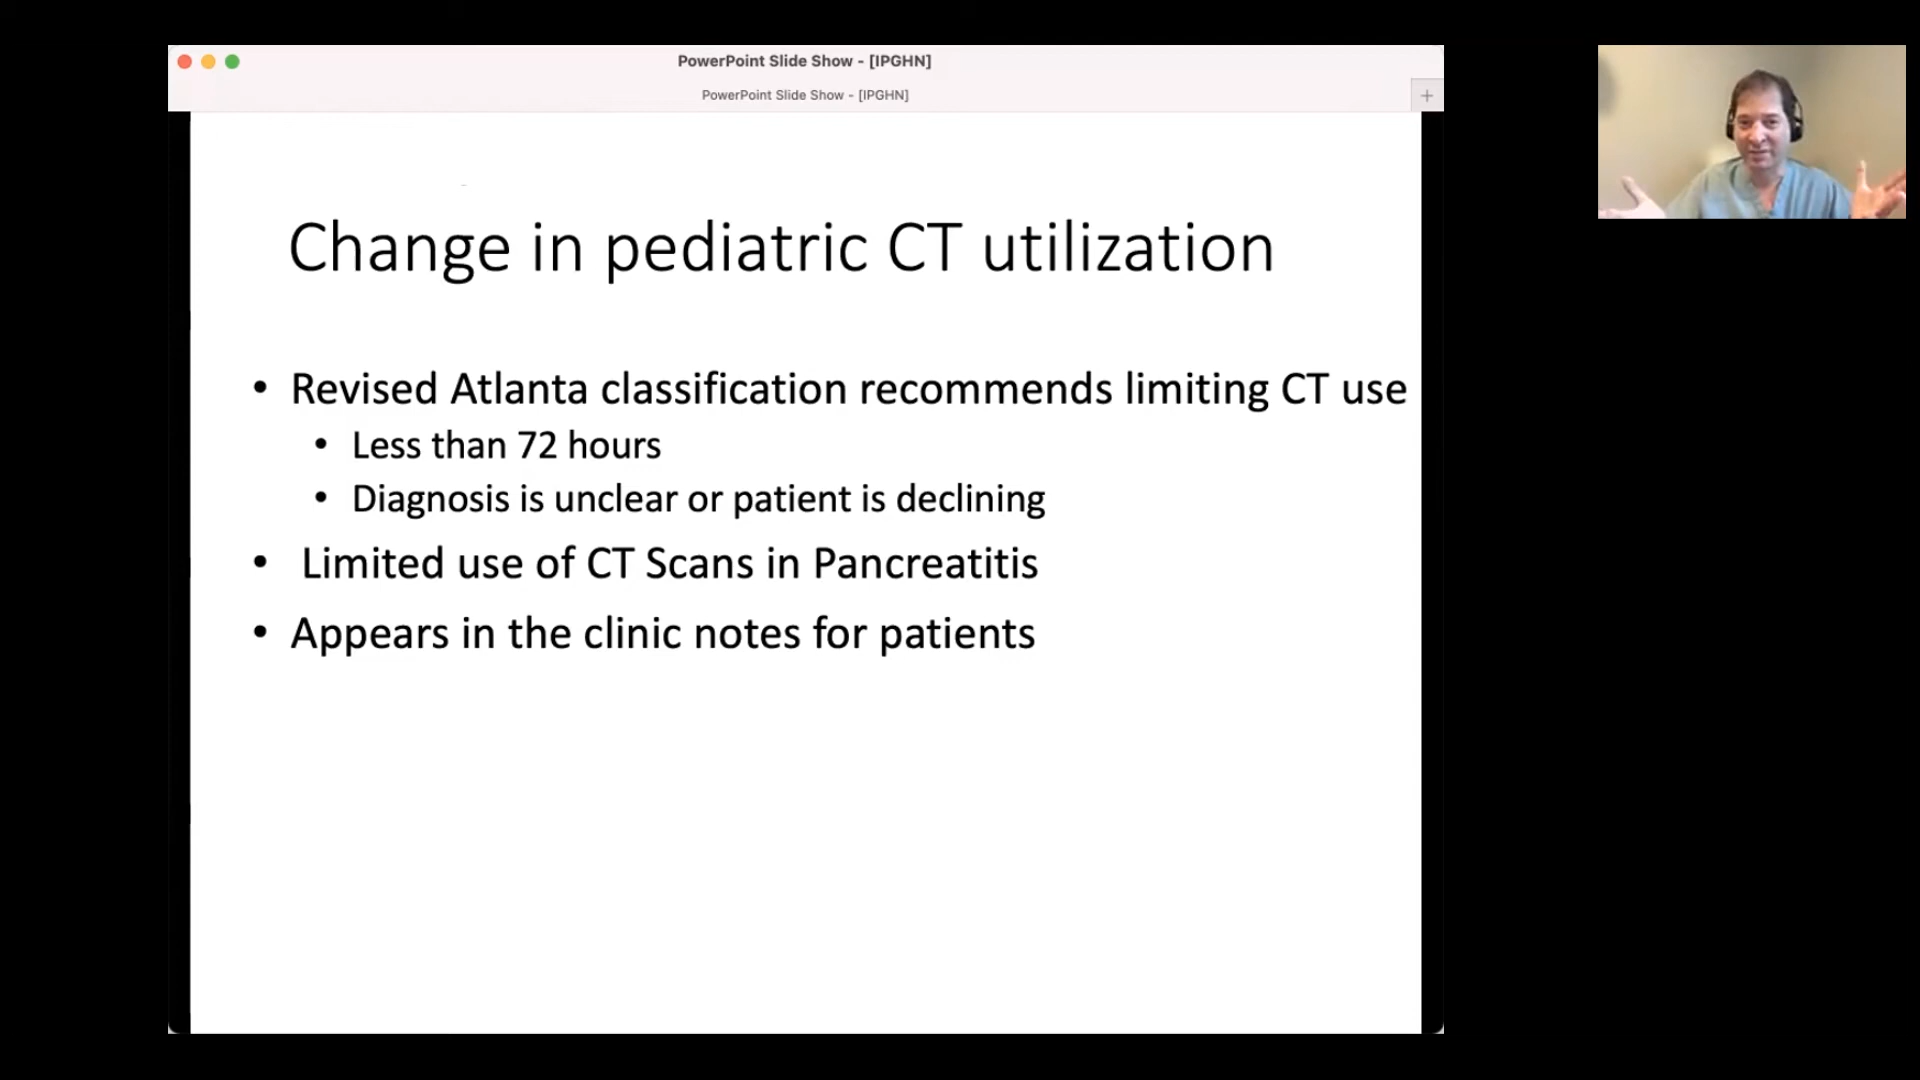 PowerPoint Slide Show - [IPGHN]
PowerPoint Slide Show - [IPGHN]
Change in pediatric CT utilization
• Revised Atlanta classification recommends limiting CT use
• Less than 72 hours
• Diagnosis is unclear or patient is declining
• Limited use of CT Scans in Pancreatitis
• Appears in the clinic notes for patients